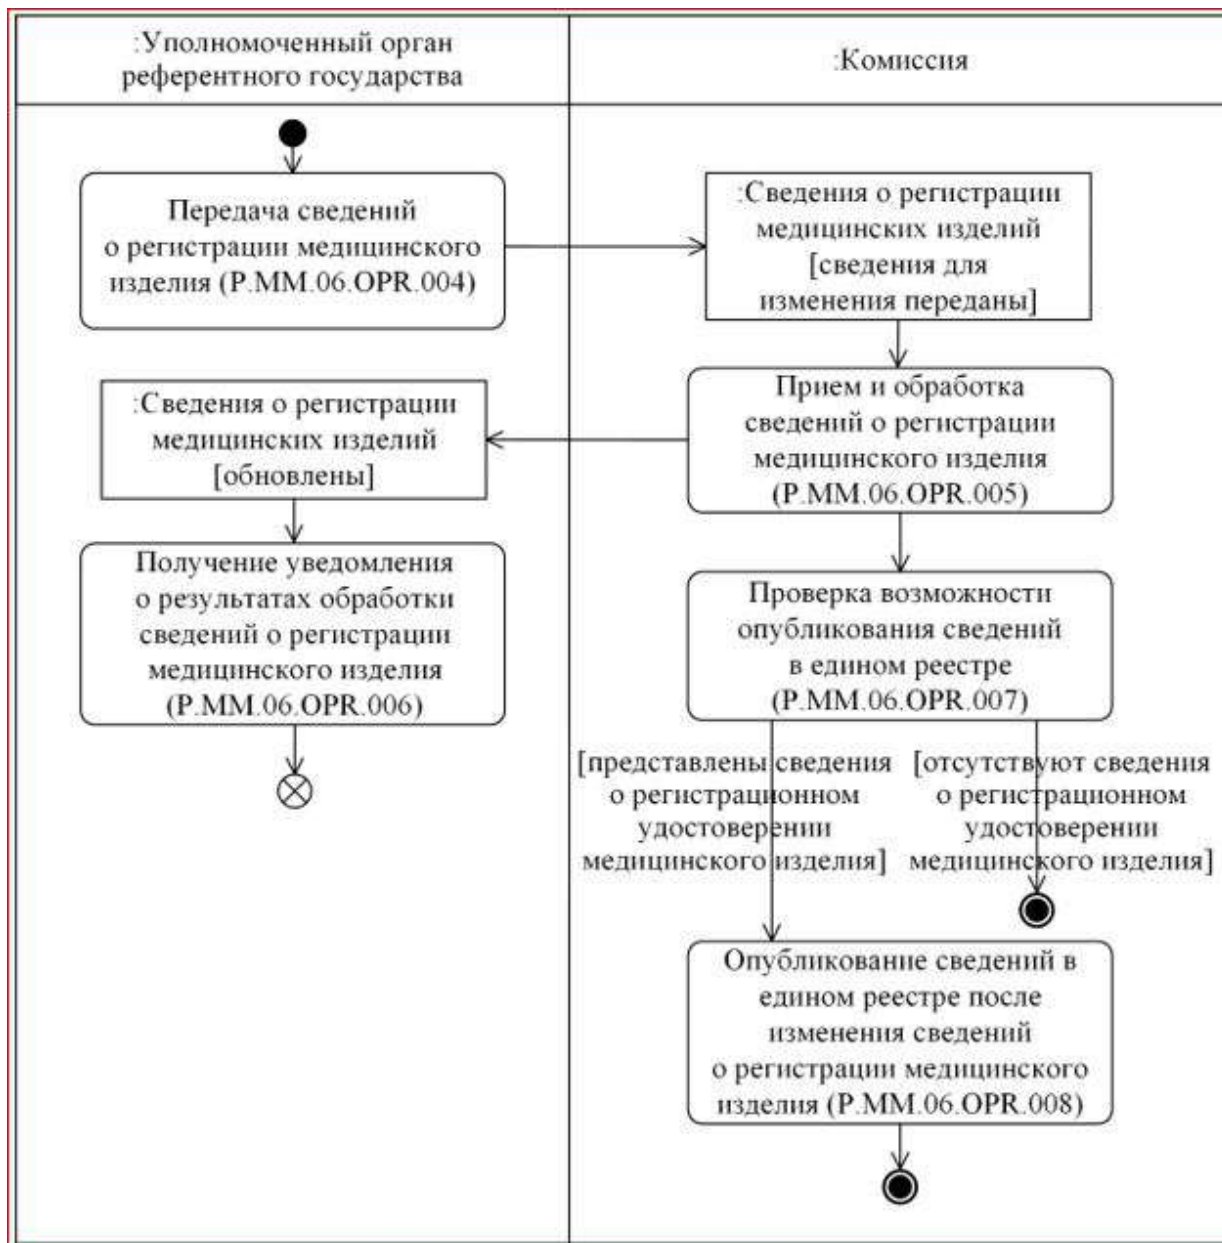 :Уполномоченный орган
референтного государства
:Комиссия
Передача сведений
о регистрации медицинского
изделия (P.MM.06.OPR.004)
:Сведения о регистрации
медицинских изделий
[сведения для
изменения переданы]
:Сведения о регистрации
медицинских изделий
[обновлены]
Прием и обработка
сведений о регистрации
медицинского изделия
(P.MM.06.OPR.005)
Получение уведомления
о результатах обработки
сведений о регистрации
медицинского изделия
(P.MM.06.OPR.006)
Проверка возможности
опубликования сведений
в едином реестре
(P.MM.06.OPR.007)
[представлены сведения
о регистрационном
удостоверении
медицинского изделия]
[отсутствуют сведения
о регистрационном
удостоверении
медицинского изделия]
Опубликование сведений в
едином реестре после
изменения сведений
о регистрации медицинского
изделия (P.MM.06.OPR.008)